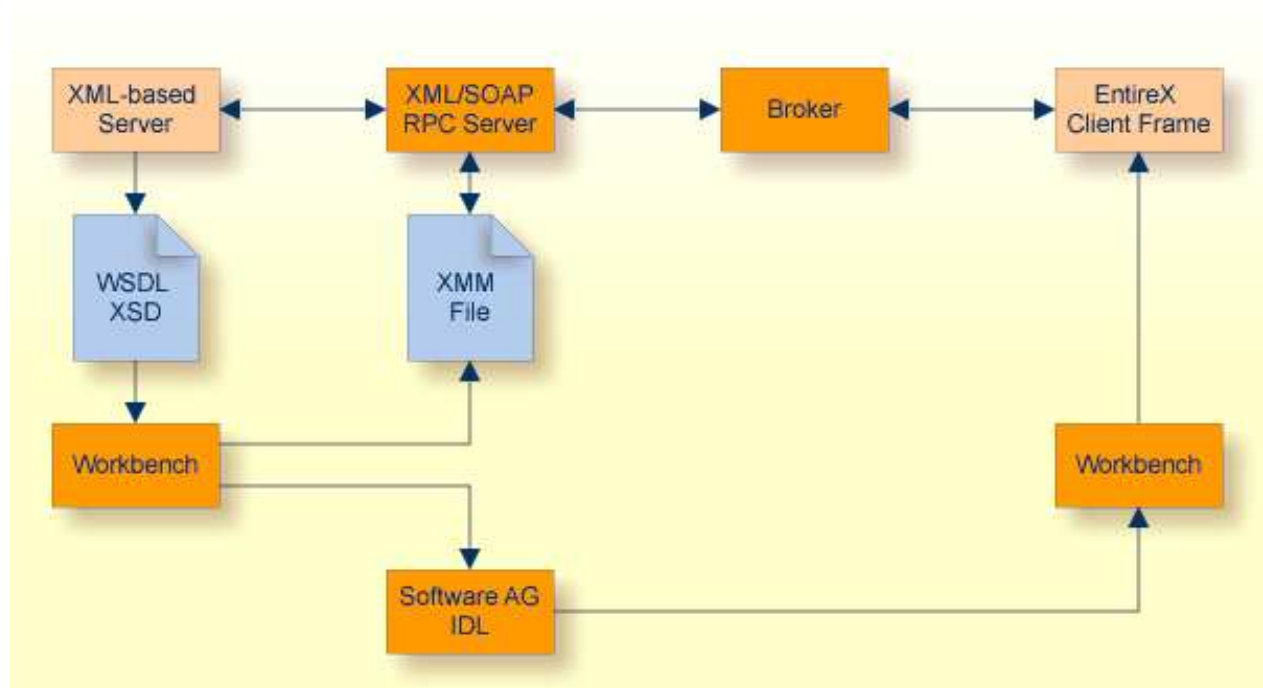 XML-based
Server
XML/SOAP
RPC Server
Broker
EntireX
Client Frame
WSDL
XSD
XMM
File
Workbench
Workbench
Software AG
IDL